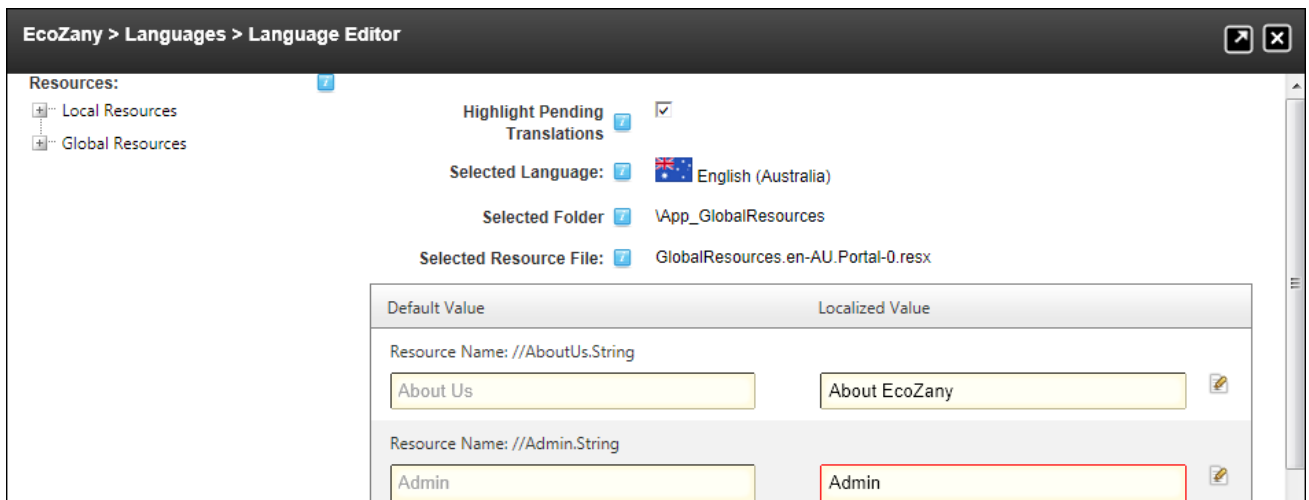 EcoZany > Languages > Language Editor
Resources:
Local Resources
Global Resources
Highlight Pending
Translations
Selected Language:
English (Australia)
Selected Folder
\App_GlobalResources
Selected Resource File:
GlobalResources.en-AU.Portal-0.resx
Default Value
Localized Value
Resource Name: //AboutUs.String
About Us
About EcoZany
Resource Name: //Admin.String
Admin
Admin